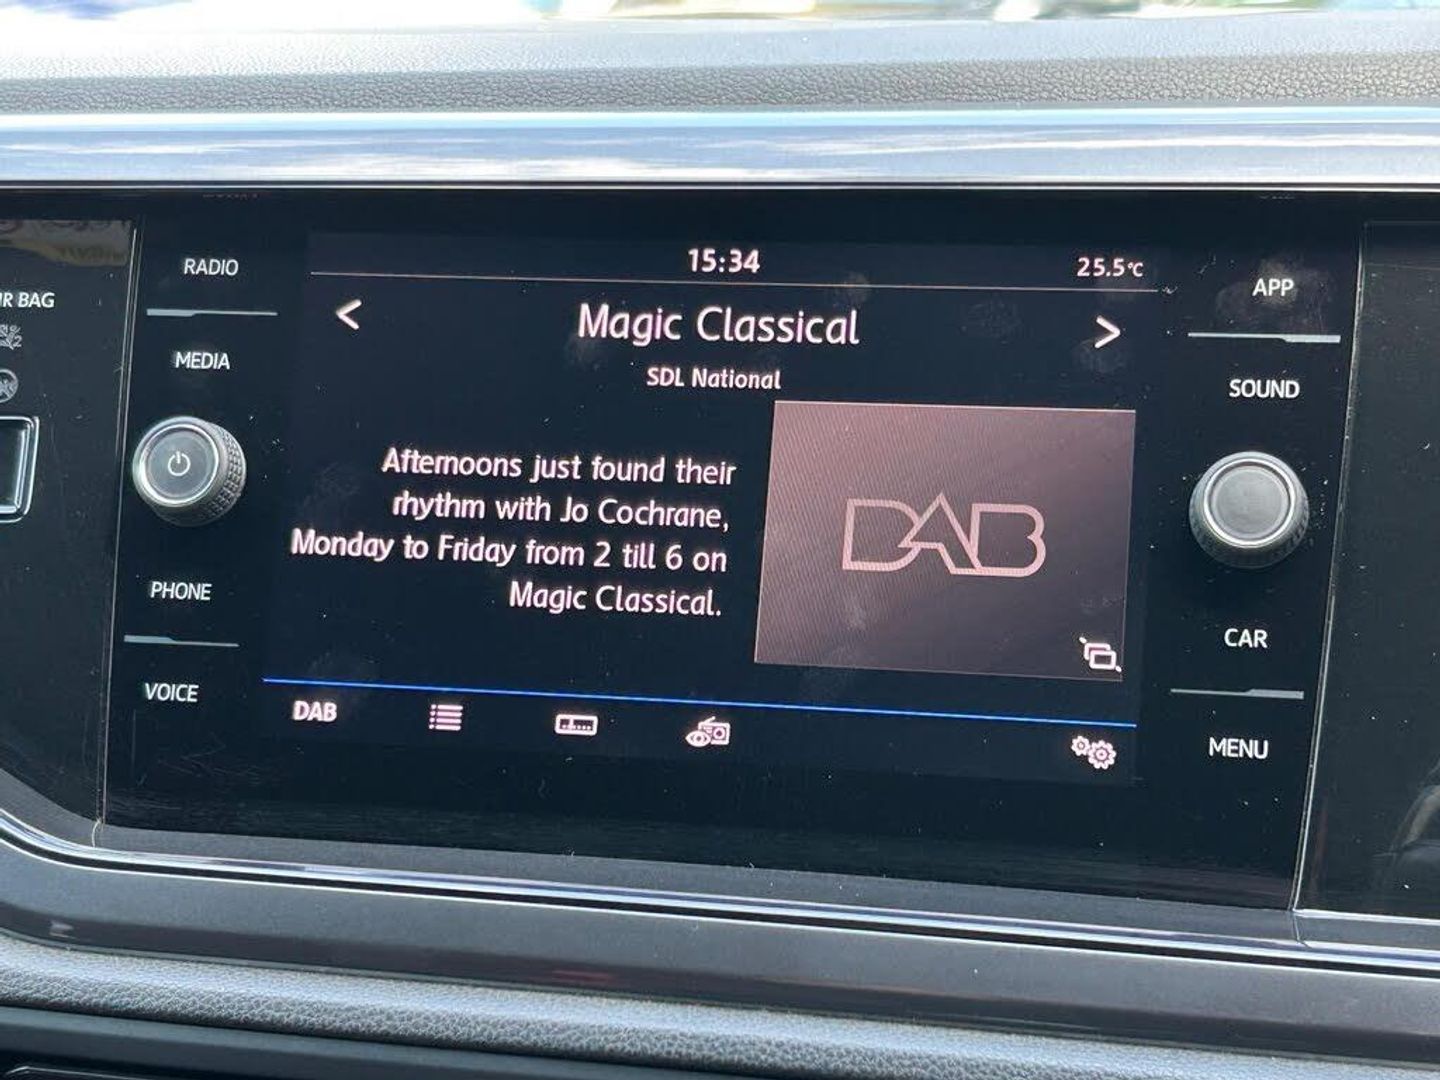 15:34
25.5°C
RADIO
IR BAG
MEDIA
PHONE
VOICE
<
Magic Classical
>
SDL National
Afternoons just found their
rhythm with Jo Cochrane,
Monday to Friday from 2 till 6 on
Magic Classical.
DAB
DAB
APP
SOUND
CAR
MENU